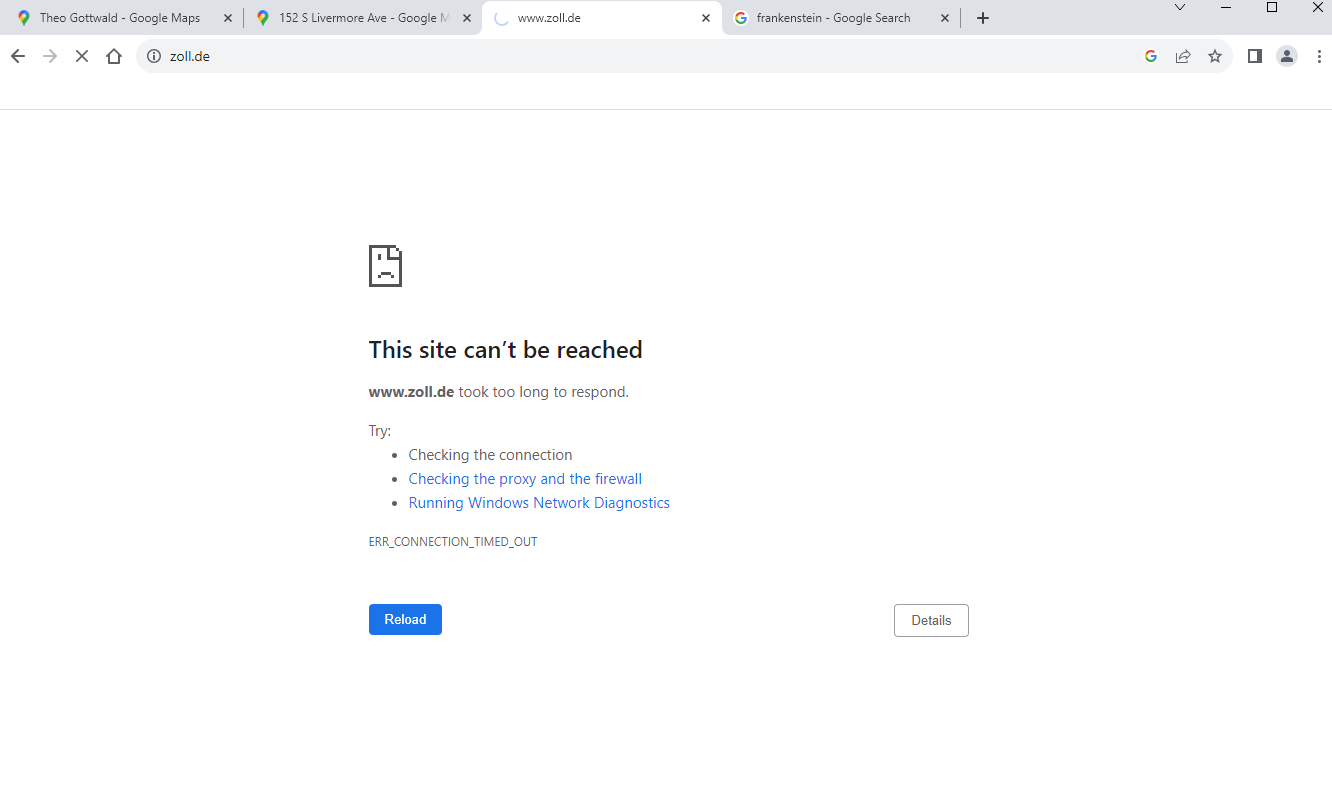 Theo Gottwald - Google Maps
152 S Livermore Ave - Google M
www.zoll.de
frankenstein - Google Search
zoll.de
This site can’t be reached
www.zoll.de took too long to respond.
Try:
• Checking the connection
• Checking the proxy and the firewall
• Running Windows Network Diagnostics
ERR_CONNECTION_TIMED_OUT
Reload
Details